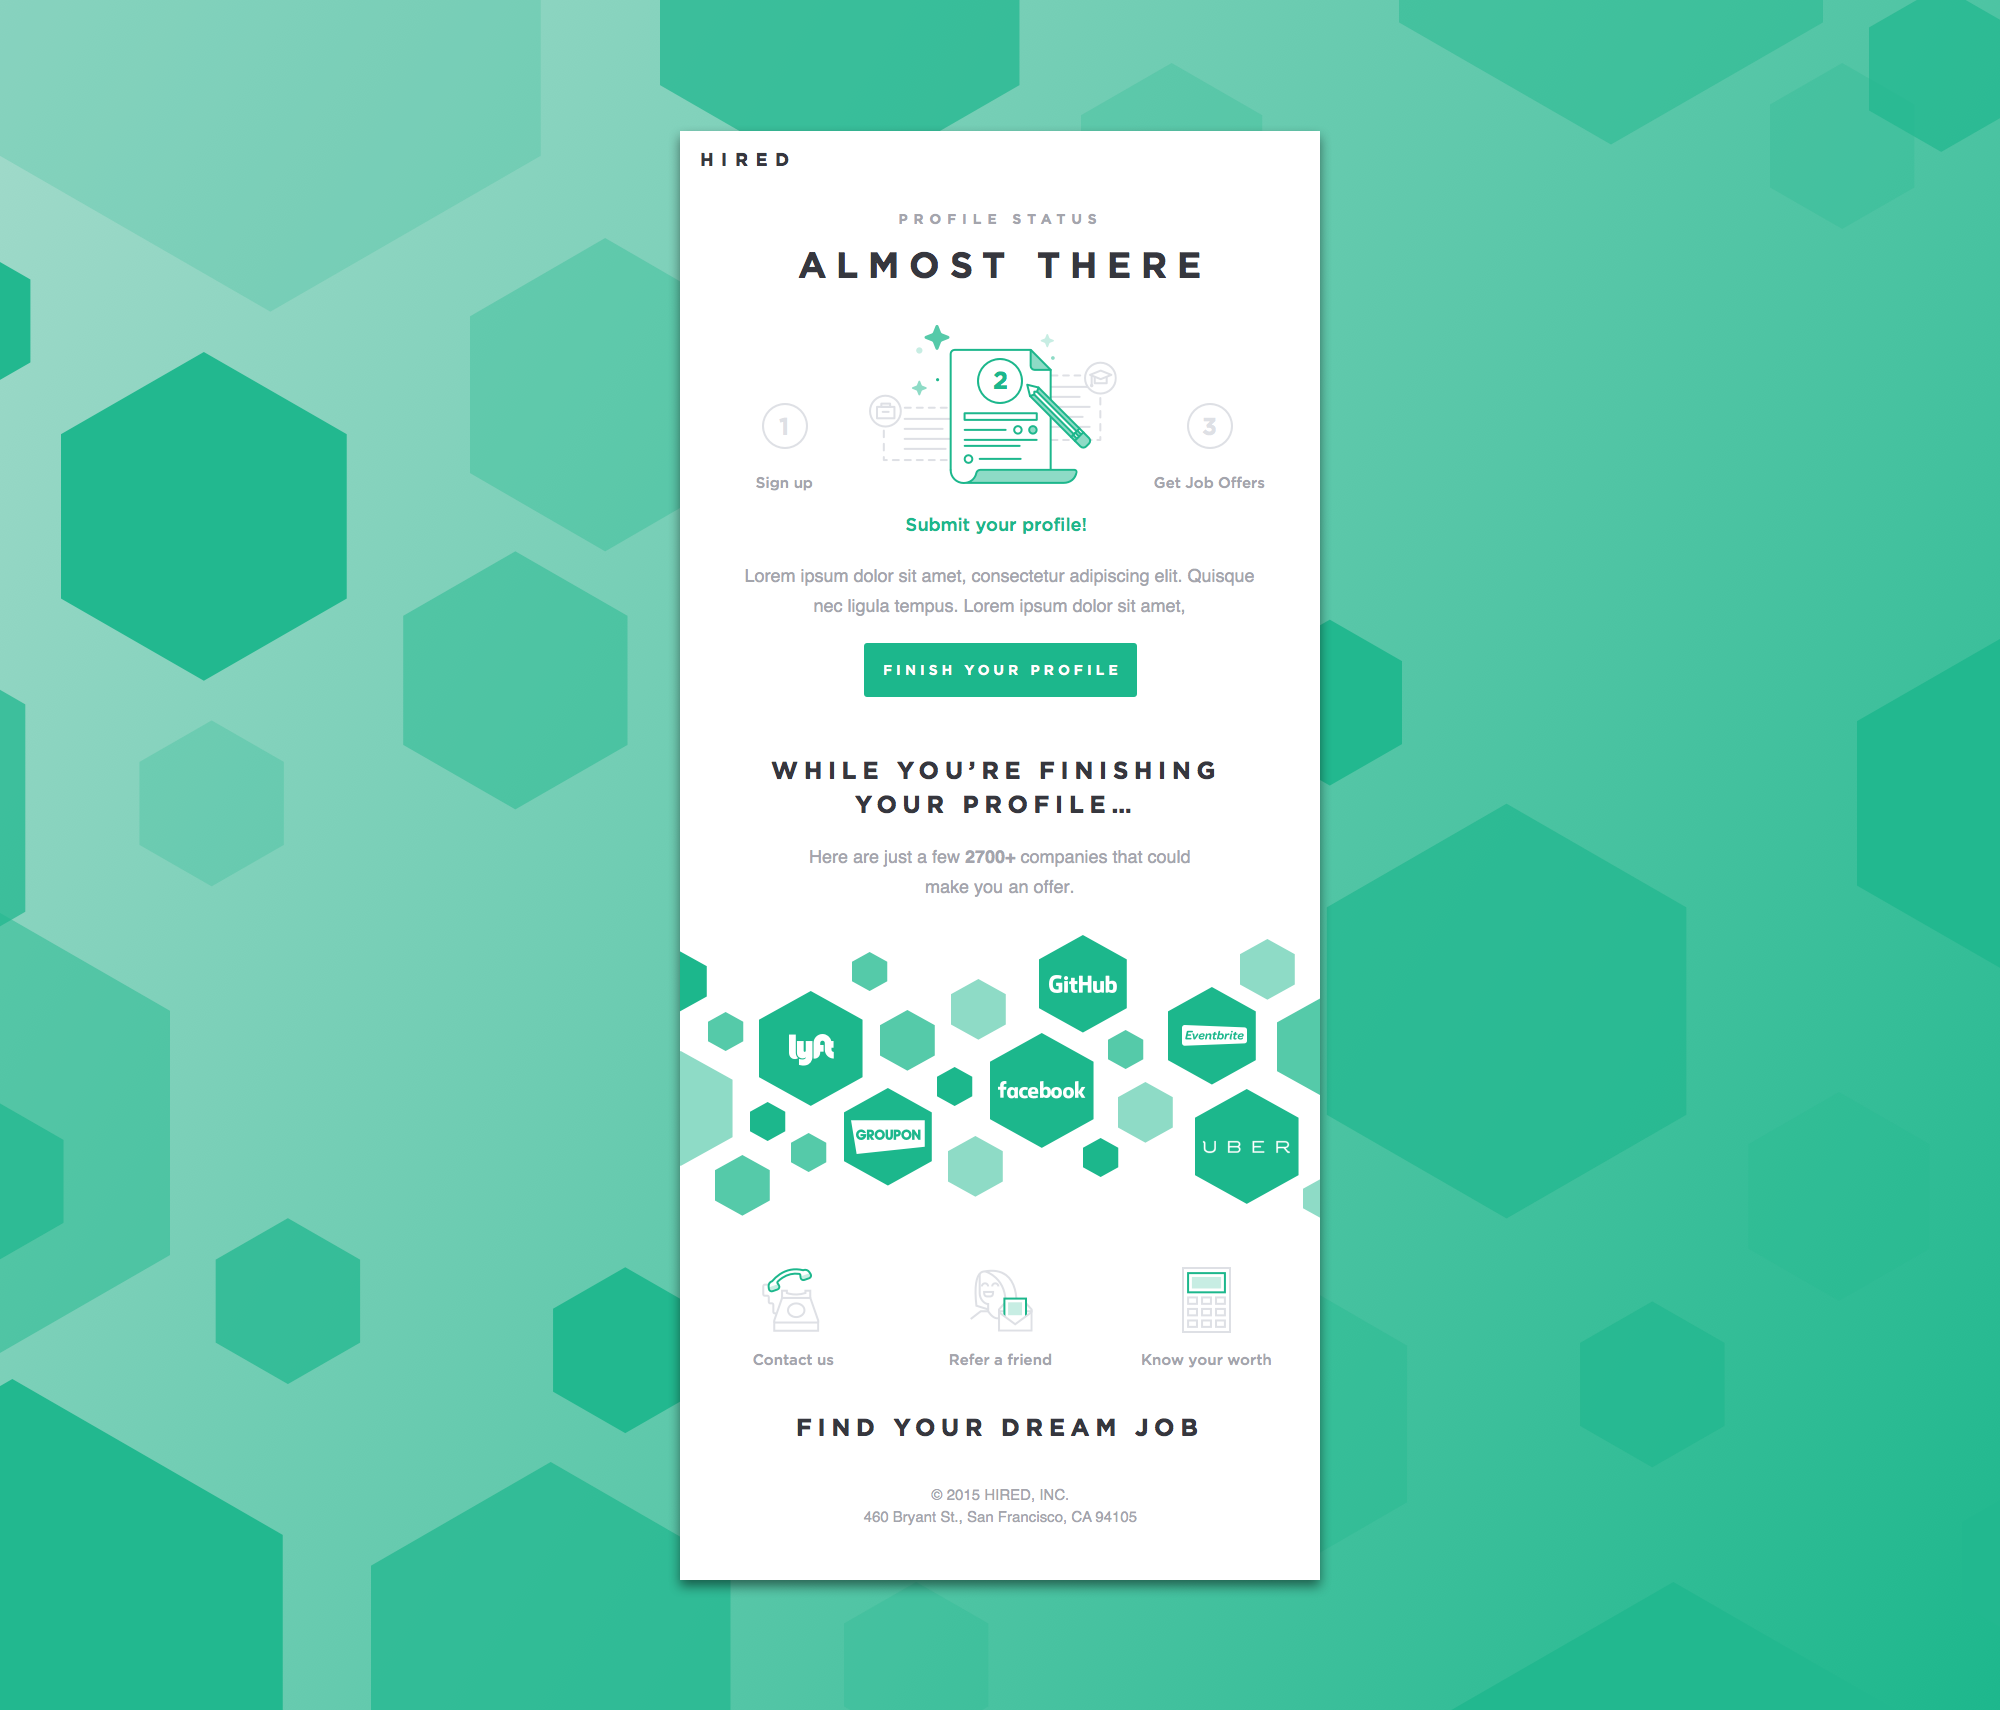 HIRED
PROFILE STATUS
ALMOST THERE
1
2
3
Sign up
Get Job Offers
Submit your profile!
Lorem ipsum dolor sit amet, consectetur adipiscing elit. Quisque
nec ligula tempus. Lorem ipsum dolor sit amet,
FINISH YOUR PROFILE
WHILE YOU’RE FINISHING
YOUR PROFILE…
Here are just a few 2700+ companies that could
make you an offer.
GitHub
Eventbrite
lyft
facebook
GROUPON
UBER
Contact us
Refer a friend
Know your worth
FIND YOUR DREAM JOB
© 2015 HIRED, INC.
460 Bryant St., San Francisco, CA 94105